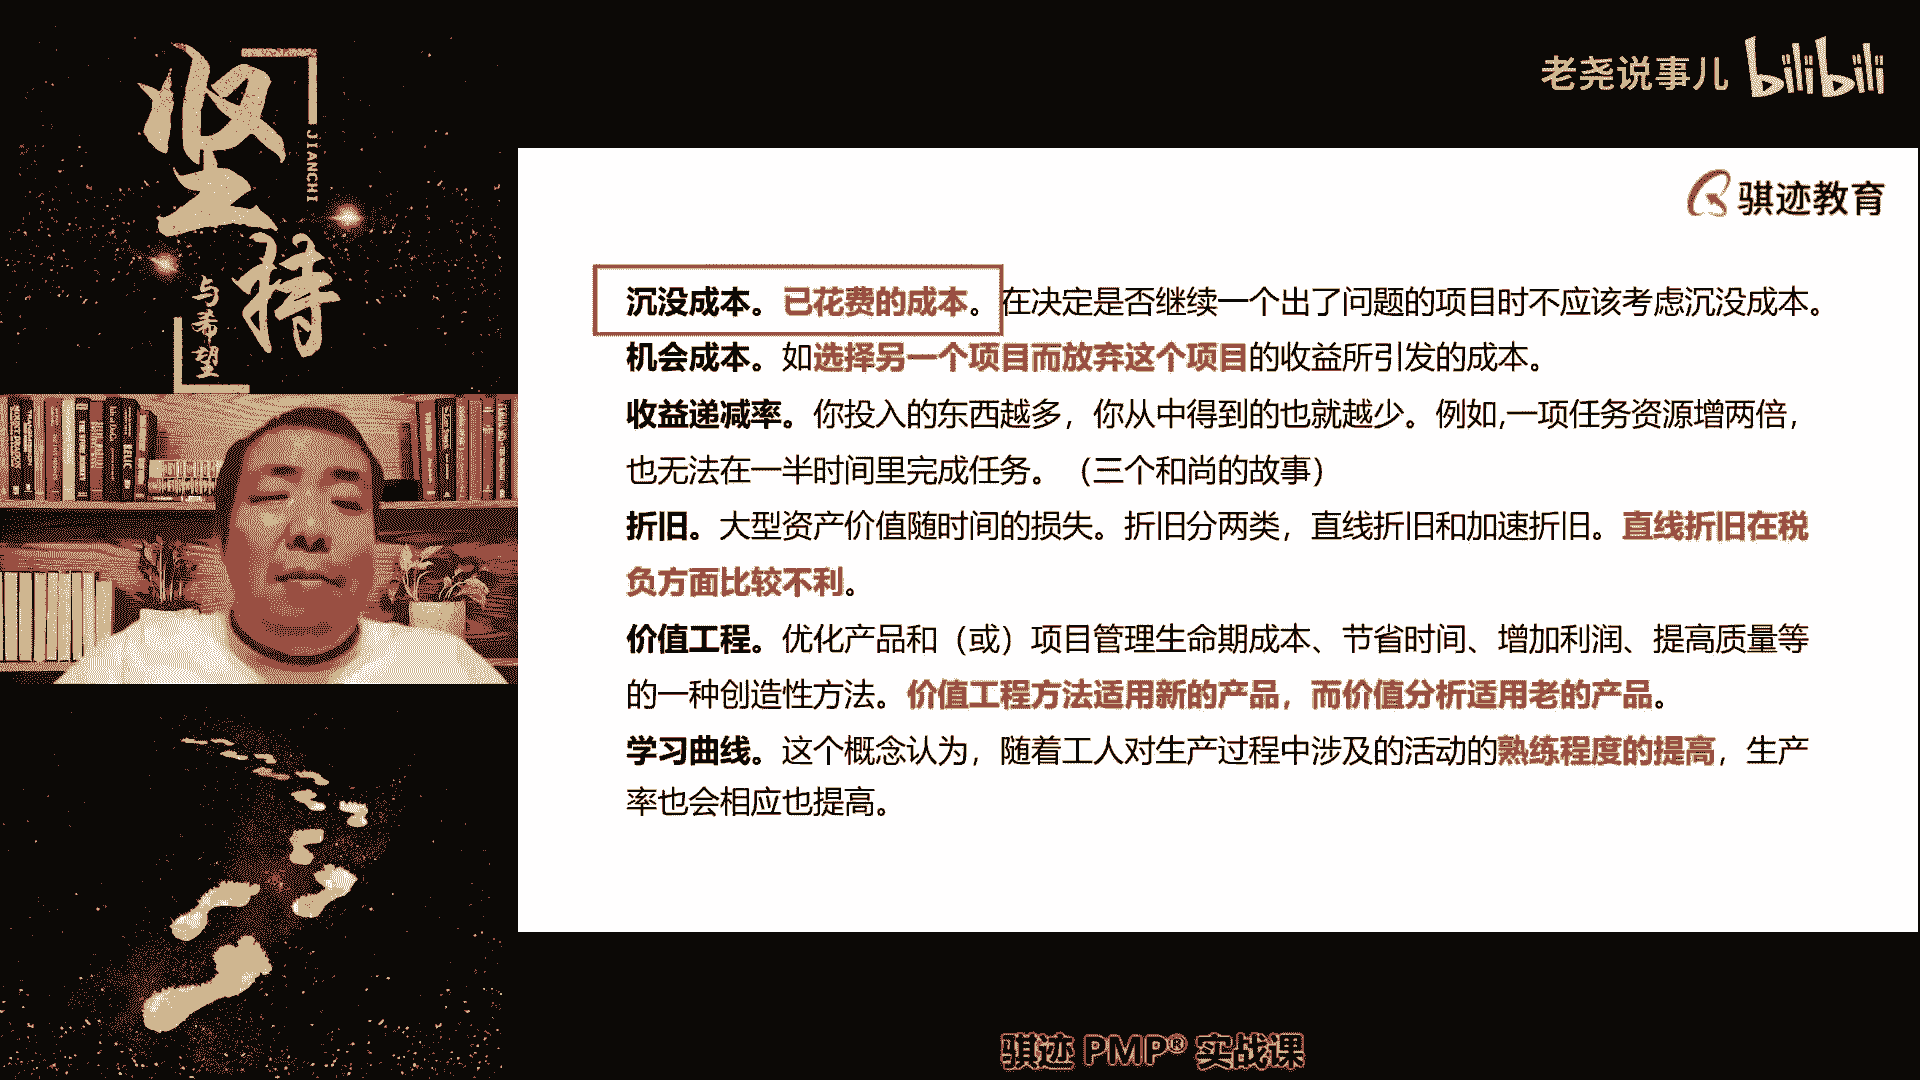 坚持
JIANCHI
与希望
老尧说事儿 bilibili
骐迹教育
沉没成本。已花费的成本。在决定是否继续一个出了问题的项目时不应该考虑沉没成本。
机会成本。如选择另一个项目而放弃这个项目的收益所引发的成本。
收益递减率。你投入的东西越多，你从中得到的也就越少。例如,一项任务资源增两倍，
也无法在一半时间里完成任务。（三个和尚的故事）
折旧。大型资产价值随时间的损失。折旧分两类，直线折旧和加速折旧。直线折旧在税
负方面比较不利。
价值工程。优化产品和（或）项目管理生命期成本、节省时间、增加利润、提高质量等
的一种创造性方法。价值工程方法适用新的产品，而价值分析适用老的产品。
学习曲线。这个概念认为，随着工人对生产过程中涉及的活动的熟练程度的提高，生产
率也会相应也提高。
骐迹 PMP® 实战课